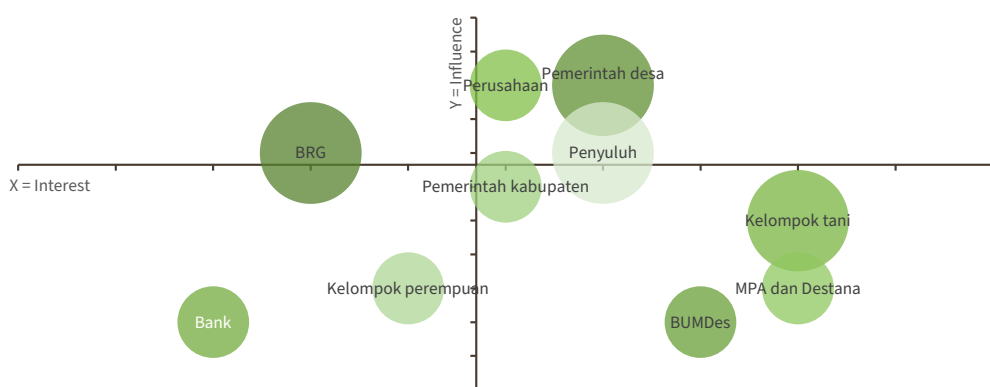 Y = Influence
Pemerintah desa
Perusahaan
BRG
Penyuluh
X = Interest
Pemerintah kabupaten
Kelompok tani
Kelompok perempuan
MPA dan Destana
Bank
BUMDes